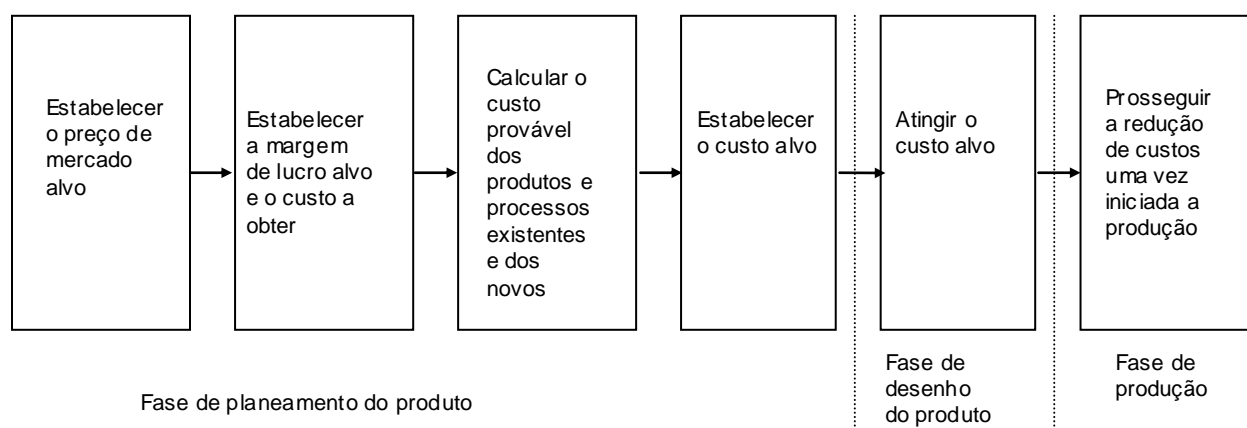 Estabelecer
o preço de
mercado
alvo
Estabelecer
a margem
de lucro alvo
e o custo a
obter
Calcular o
custo
provável
dos
produtos e
processos
existentes
e dos
novos
Estabelecer
o custo alvo
Atingir o
custo alvo
Prosseguir
a redução
de custos
uma vez
iniciada a
produção
Fase de planeamento do produto
Fase de
desenho
do produto
Fase de
produção